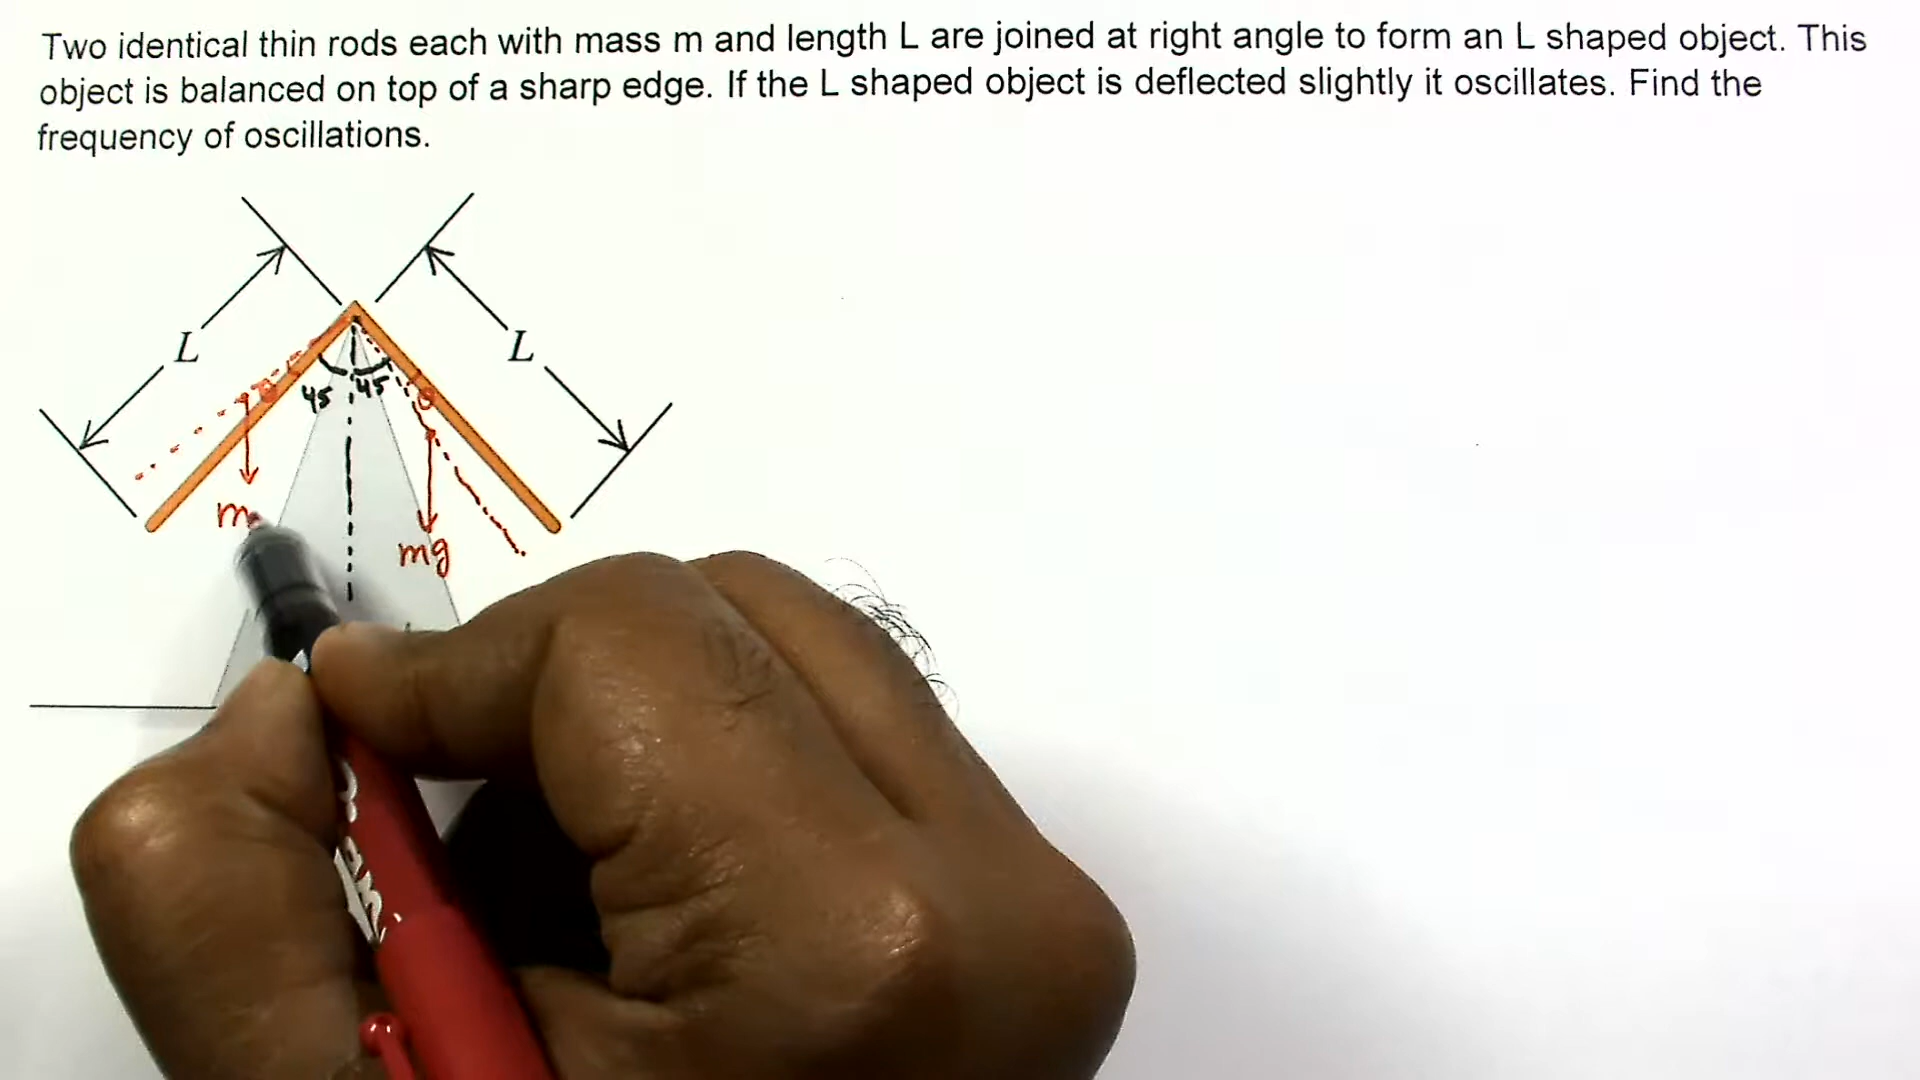 Two identical thin rods each with mass m and length L are joined at right angle to form an L shaped object. This
object is balanced on top of a sharp edge. If the L shaped object is deflected slightly it oscillates. Find the
frequency of oscillations.
L
L
θ
θ
45
45
m
mg